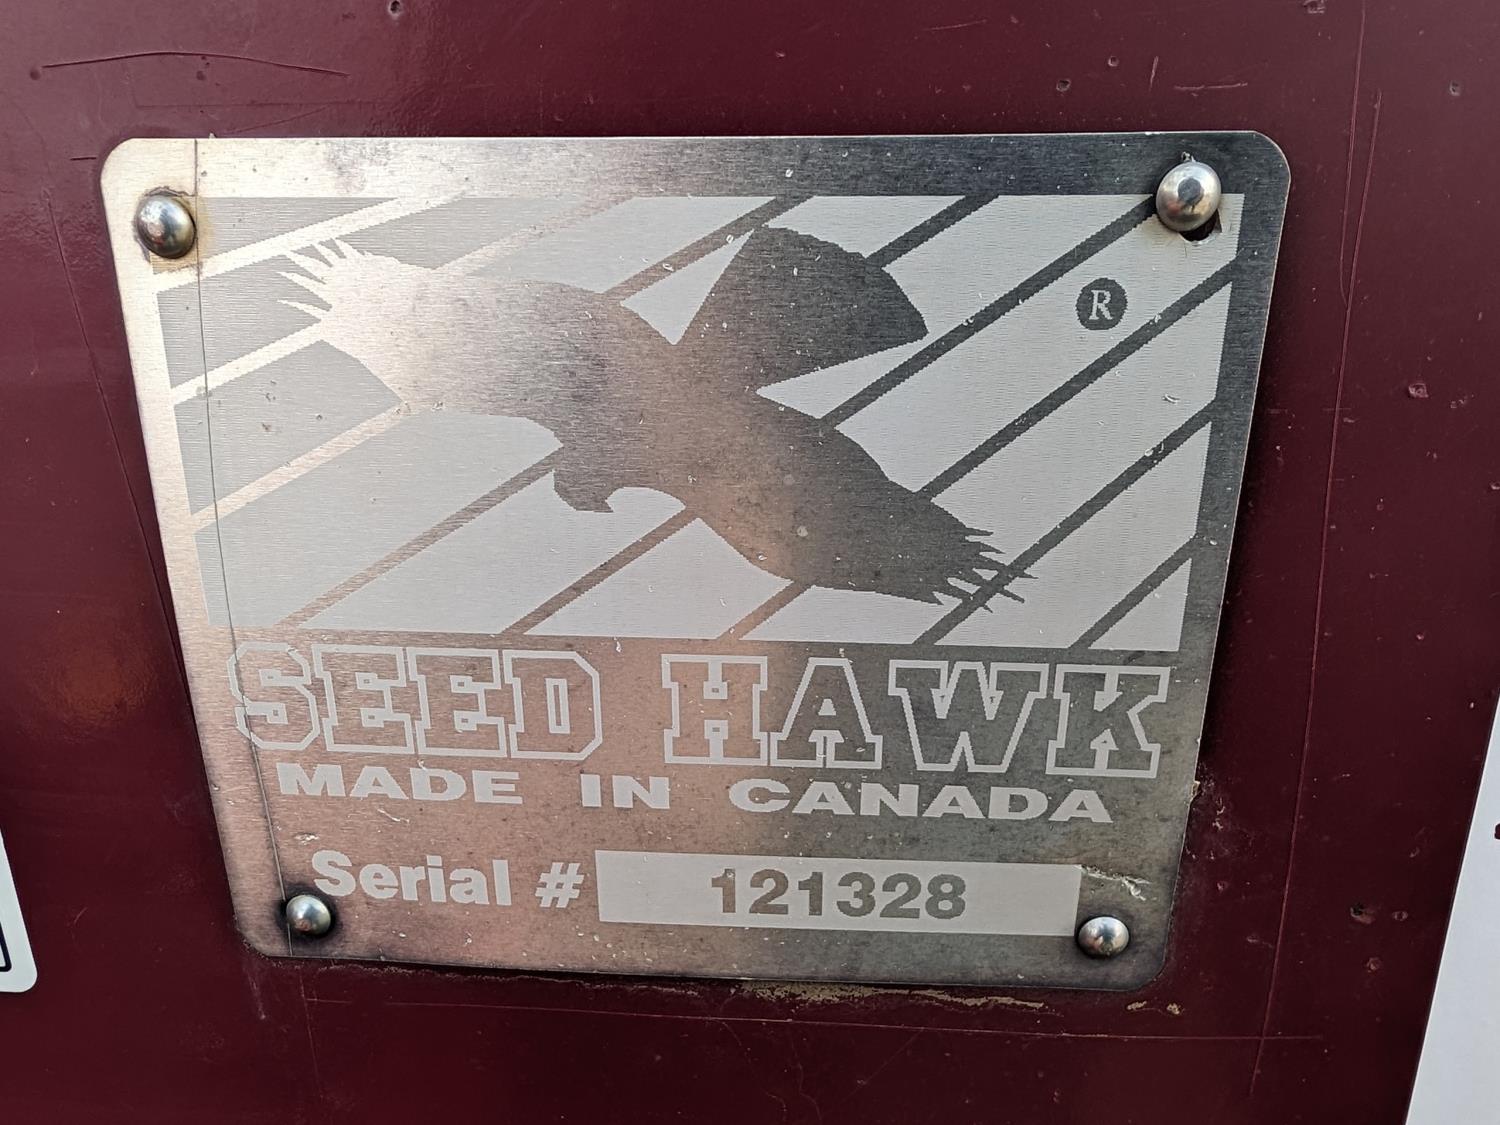 ®
SEED HAWK
MADE IN CANADA
Serial # 121328